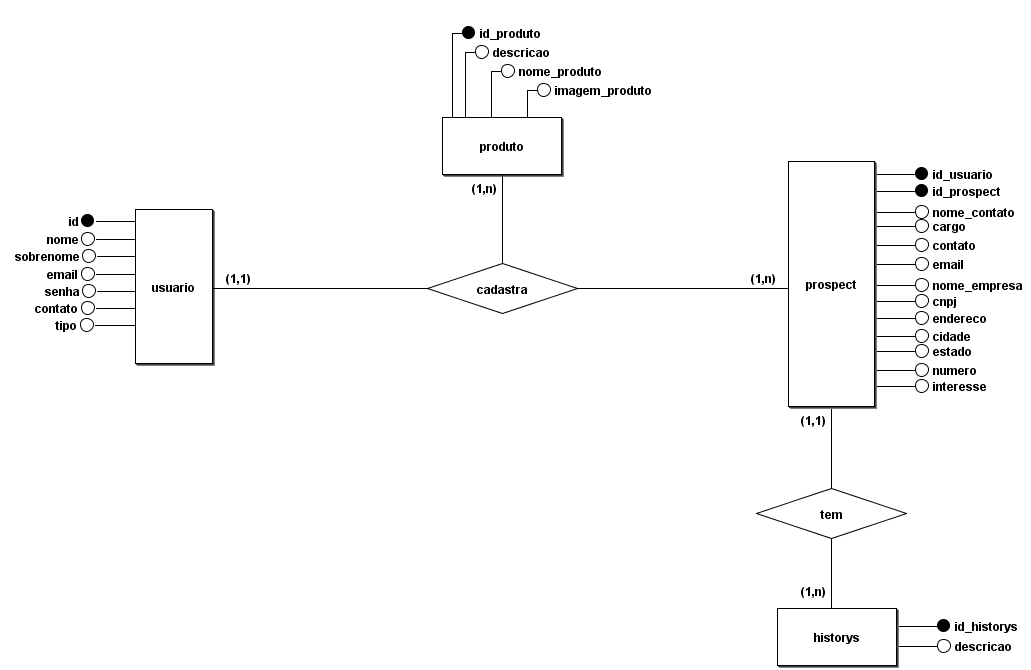 id_produto
descricao
nome_produto
imagem_produto
produto
(1,n)
id
nome
sobrenome
email
senha
contato
tipo
usuario
(1,1)
cadastra
(1,n)
prospect
id_usuario
id_prospect
nome_contato
cargo
contato
email
nome_empresa
cnpj
endereco
cidade
estado
numero
interesse
(1,1)
tem
(1,n)
historys
id_historys
descricao